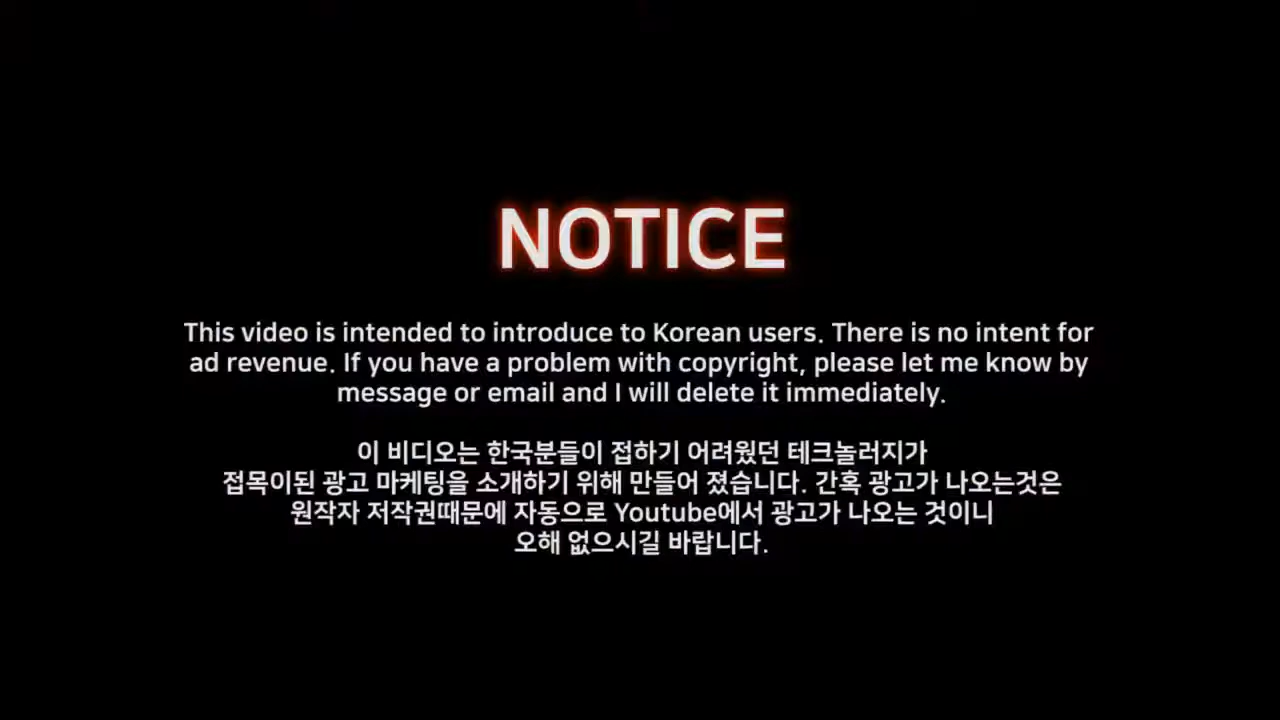 NOTICE
This video is intended to introduce to Korean users. There is no intent for
ad revenue. If you have a problem with copyright, please let me know by
message or email and I will delete it immediately.
이 비디오는 한국분들이 접하기 어려웠던 테크놀러지가
접목이된 광고 마케팅을 소개하기 위해 만들어 졌습니다. 간혹 광고가 나오는것은
원작자 저작권때문에 자동으로 Youtube에서 광고가 나오는 것이니
오해 없으시길 바랍니다.